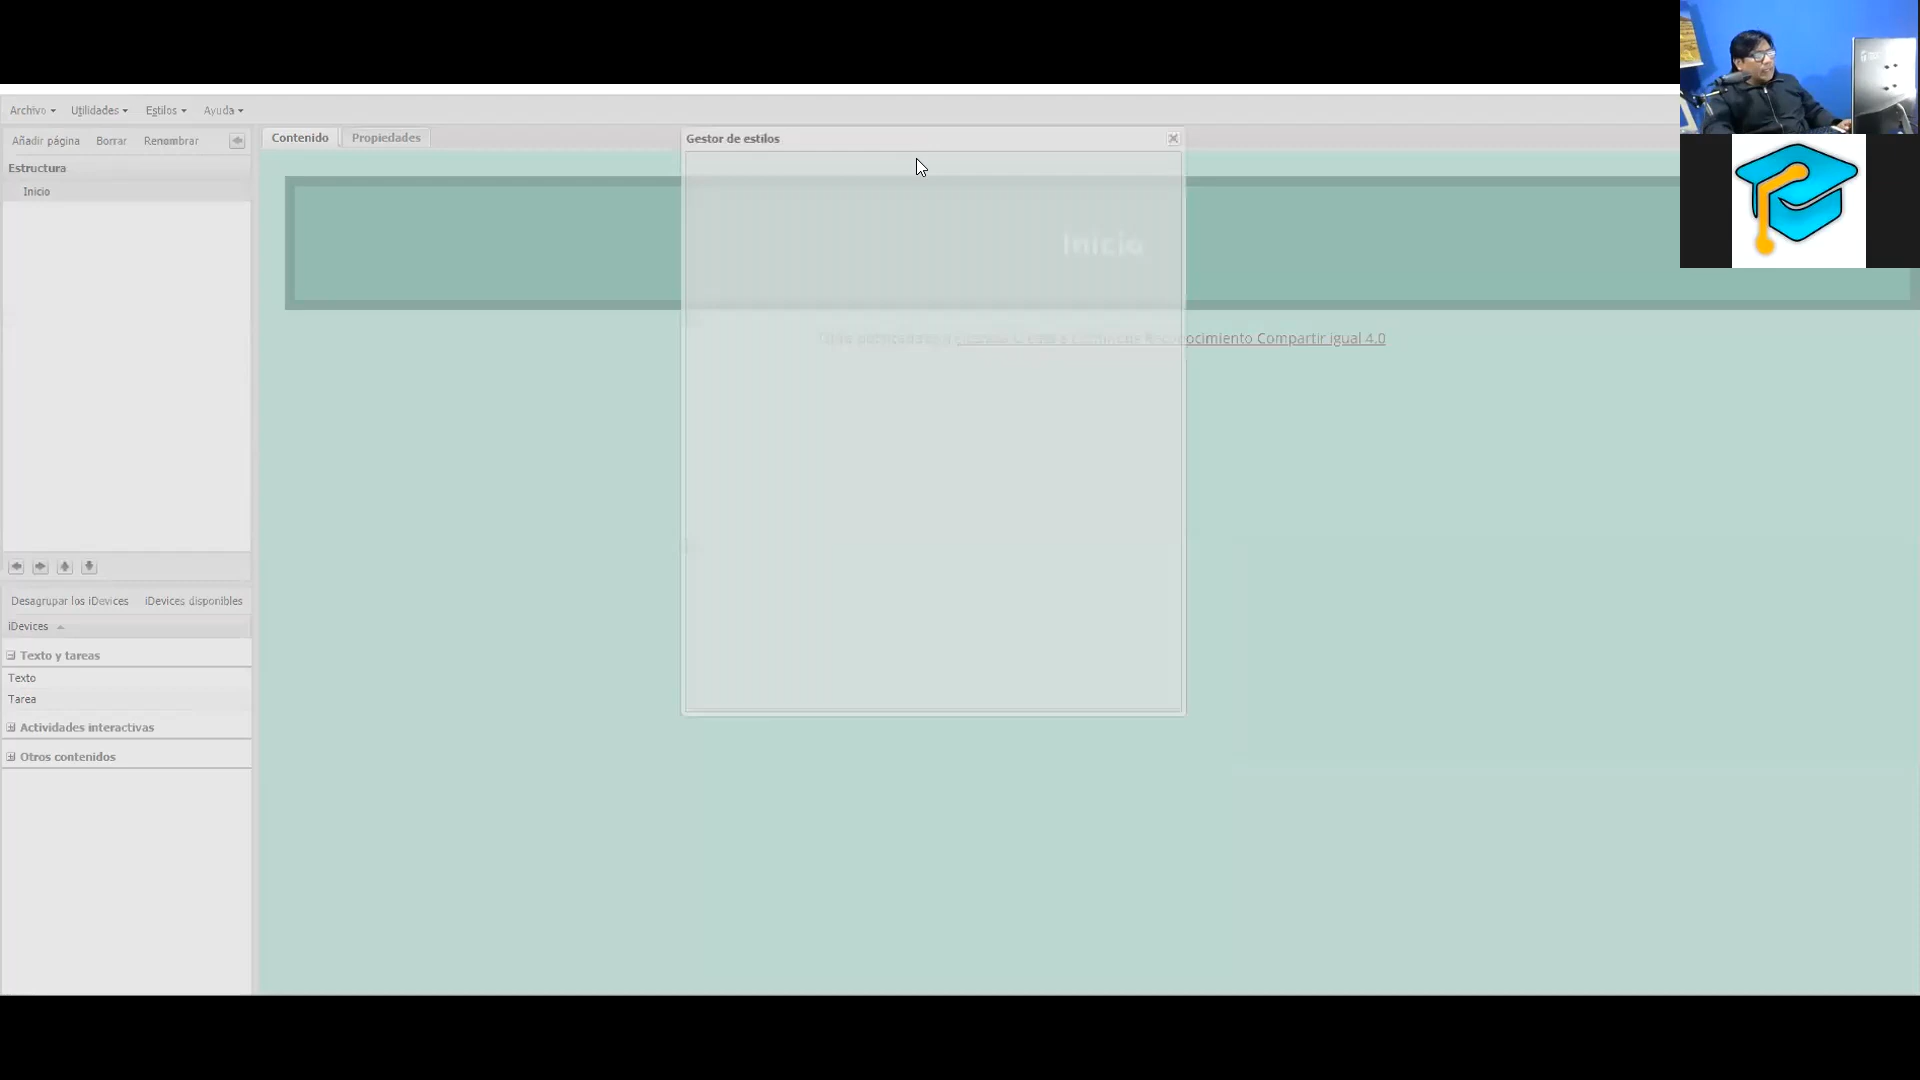 Archivo Utilidades Estilos Ayuda
Añadir página Borrar Renombrar
Contenido Propiedades
Gestor de estilos
Estructura
Inicio
Inicio
ocimiento Compartir igual 4.0
Desagrupar los iDevices iDevices disponibles
iDevices
Texto y tareas
Texto
Tarea
Actividades interactivas
Otros contenidos